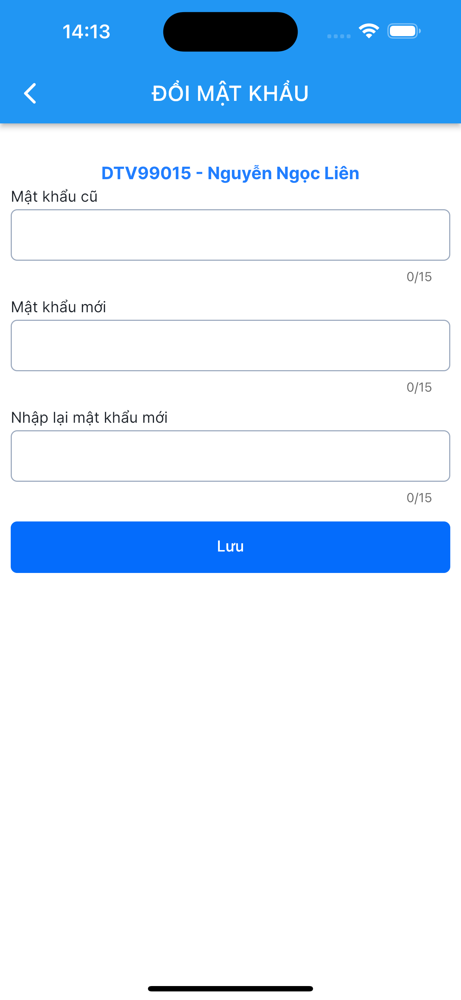 14:13
ĐỔI MẬT KHẨU
DTV99015 - Nguyễn Ngọc Liên
Mật khẩu cũ
0/15
Mật khẩu mới
0/15
Nhập lại mật khẩu mới
0/15
Lưu